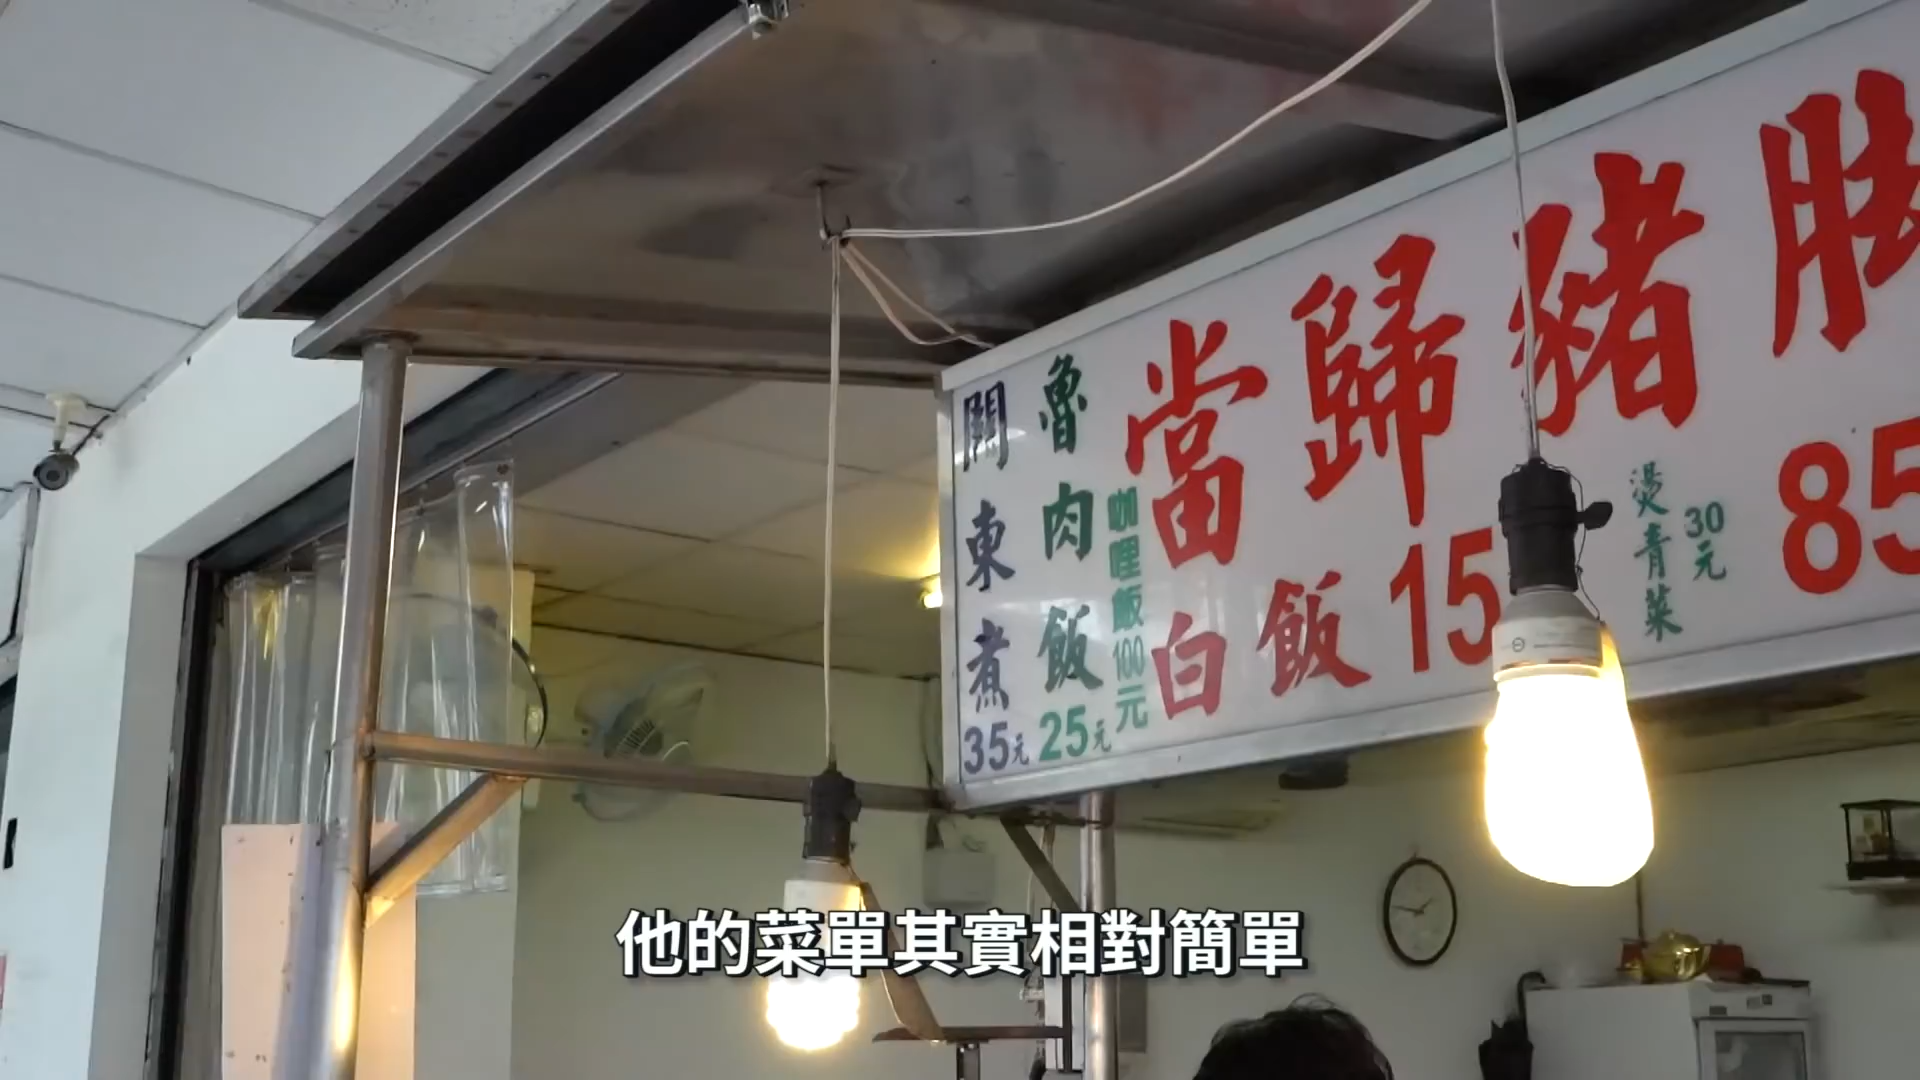 當歸豬腳
85
關東煮35元
魯肉飯25元
咖哩飯100元
白飯15
燙青菜30元
他的菜單其實相對簡單